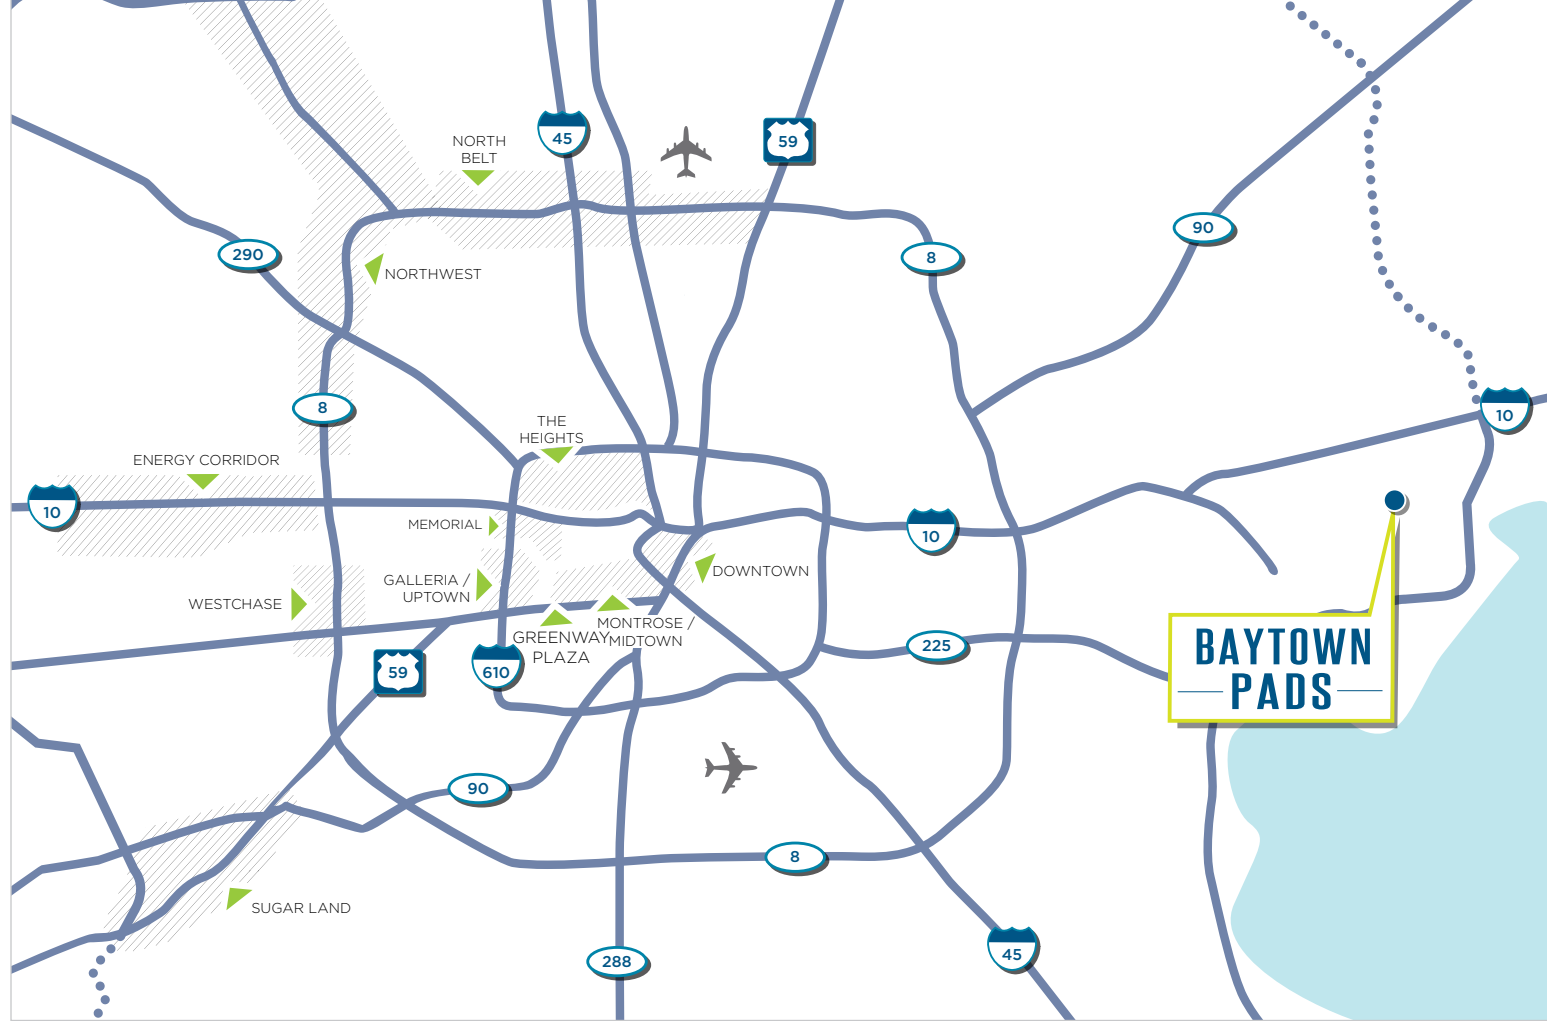 45
59
NORTH
BELT
90
290
8
NORTHWEST
8
10
THE
HEIGHTS
ENERGY CORRIDOR
10
MEMORIAL
10
DOWNTOWN
GALLERIA /
UPTOWN
WESTCHASE
MONTROSE /
MIDTOWN
GREENWAY
PLAZA
225
BAYTOWN
PADS
59
610
90
8
SUGAR LAND
288
45